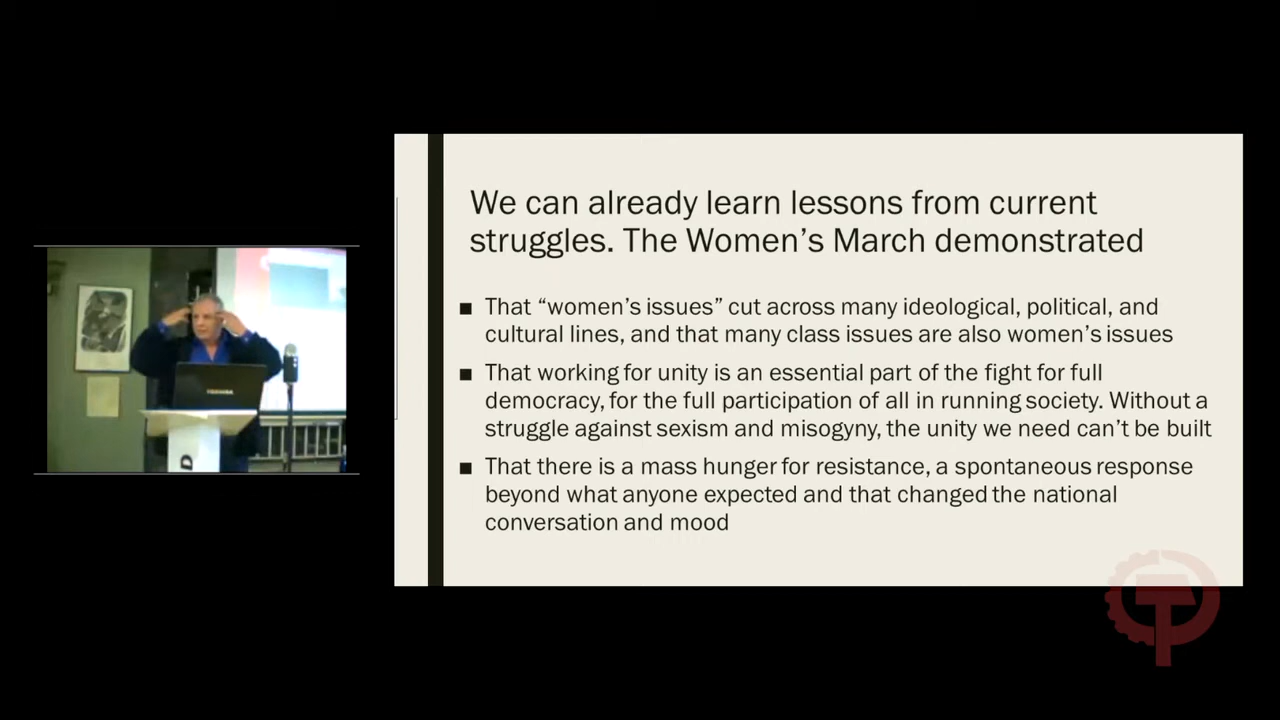 We can already learn lessons from current
struggles. The Women’s March demonstrated
■ That “women’s issues” cut across many ideological, political, and
cultural lines, and that many class issues are also women’s issues
■ That working for unity is an essential part of the fight for full
democracy, for the full participation of all in running society. Without a
struggle against sexism and misogyny, the unity we need can’t be built
■ That there is a mass hunger for resistance, a spontaneous response
beyond what anyone expected and that changed the national
conversation and mood
TOSHIBA
D